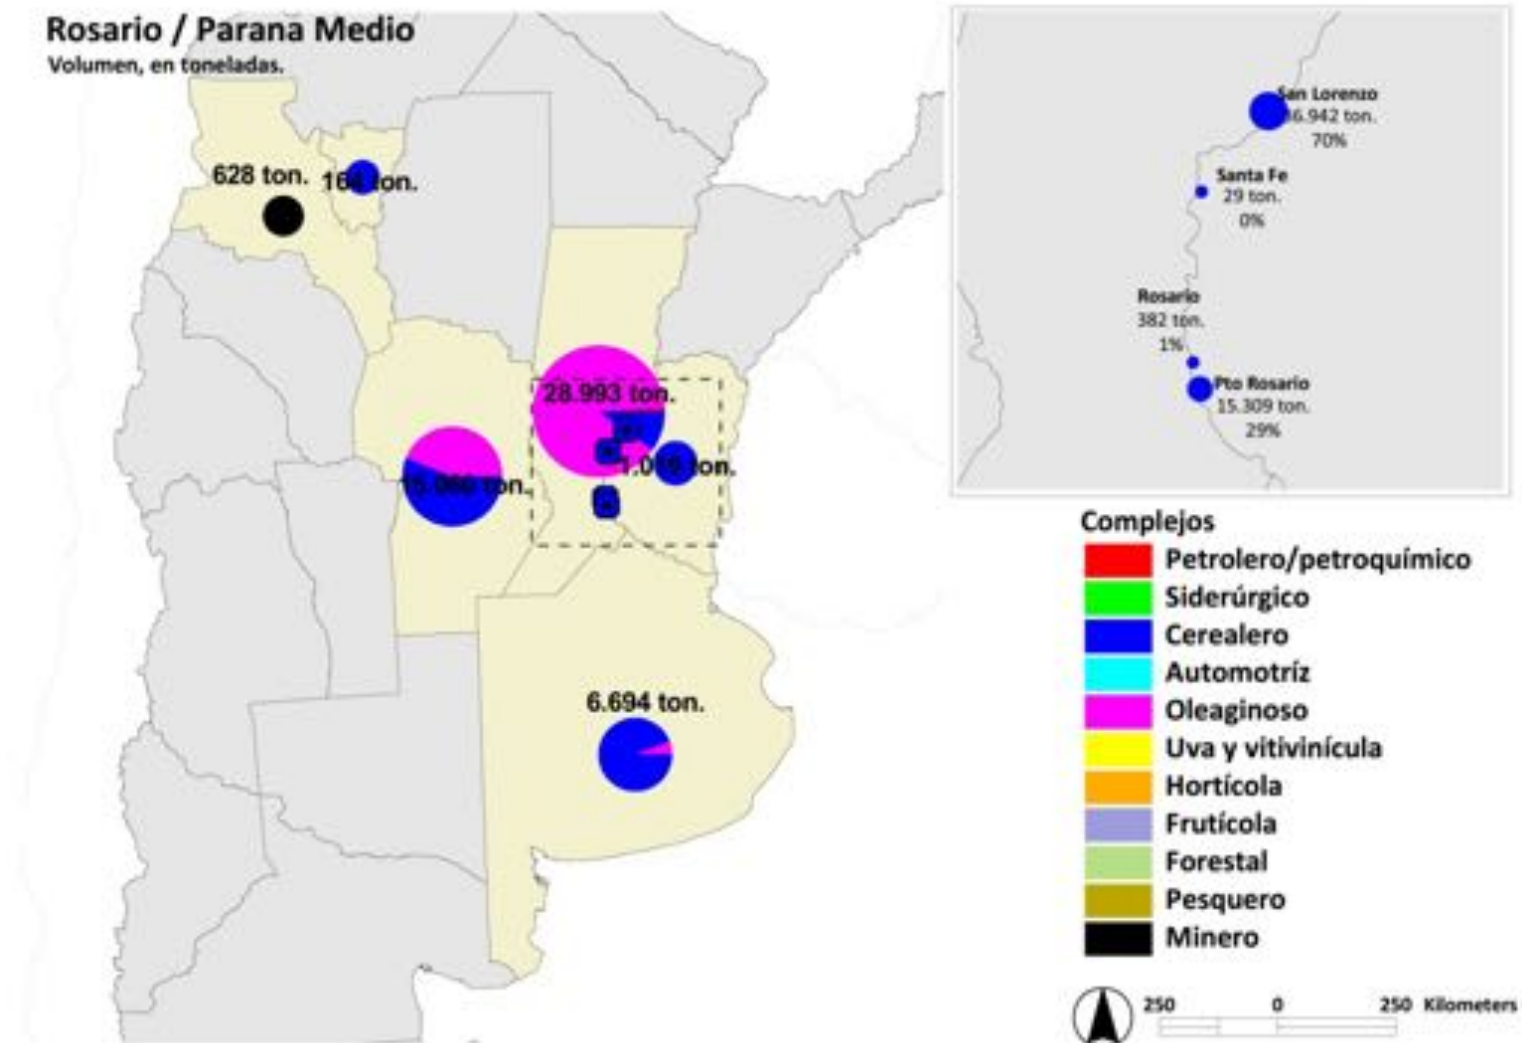 Rosario / Parana Medio
Volumen, en toneladas.
628 ton.
ton.
28.993 ton.
ton.
ton.
6.694 ton.
San Lorenzo
36.942 ton.
70%
Santa Fe
29 ton.
0%
Rosario
382 ton.
1%
Pto Rosario
15.309 ton.
29%
Complejos
Petrolero/petroquímico
Siderúrgico
Cerealero
Automotríz
Oleaginoso
Uva y vitivinícula
Hortícola
Frutícola
Forestal
Pesquero
Minero
250 0 250 Kilometers